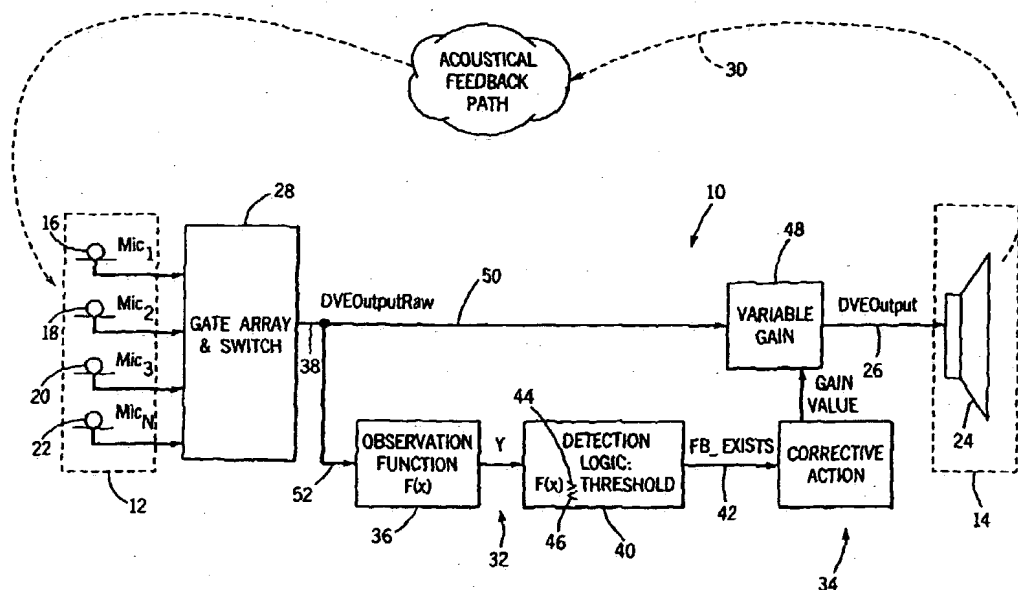 ACOUSTICAL
FEEDBACK
PATH
30
28
10
16
Mic1
48
18
Mic2
GATE ARRAY
& SWITCH
DVEOutputRaw
50
VARIABLE
GAIN
DVEOutput
38
26
20
Mic3
44
GAIN
VALUE
24
22
MicN
OBSERVATION
FUNCTION
F(x)
Y
DETECTION
LOGIC:
F(x) THRESHOLD
FB_EXISTS
CORRECTIVE
ACTION
52
46
42
12
36
32
40
14
34